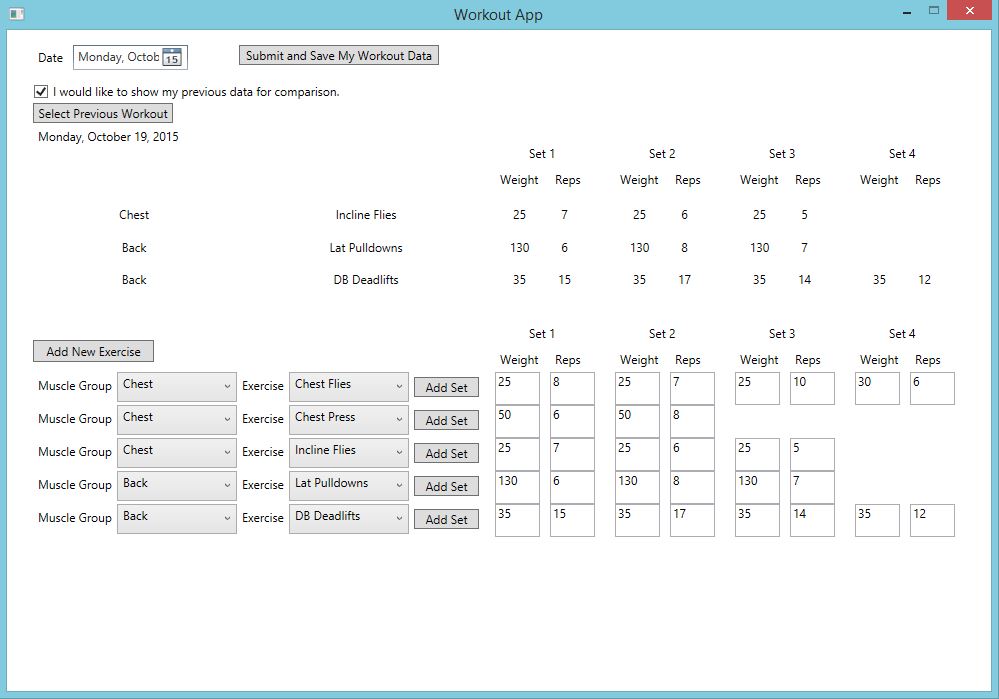 Workout App
Date Monday, Octob 15 Submit and Save My Workout Data
I would like to show my previous data for comparison.
Select Previous Workout
Monday, October 19, 2015
Set 1 Set 2 Set 3 Set 4
Weight Reps Weight Reps Weight Reps Weight Reps
Chest Incline Flies 25 7 25 6 25 5
Back Lat Pulldowns 130 6 130 8 130 7
Back DB Deadlifts 35 15 35 17 35 14 35 12
Set 1 Set 2 Set 3 Set 4
Add New Exercise Weight Reps Weight Reps Weight Reps Weight Reps
Muscle Group Chest Exercise Chest Flies Add Set 25 8 25 7 25 10 30 6
Muscle Group Chest Exercise Chest Press Add Set 50 6 50 8
Muscle Group Chest Exercise Incline Flies Add Set 25 7 25 6 25 5
Muscle Group Back Exercise Lat Pulldowns Add Set 130 6 130 8 130 7
Muscle Group Back Exercise DB Deadlifts Add Set 35 15 35 17 35 14 35 12